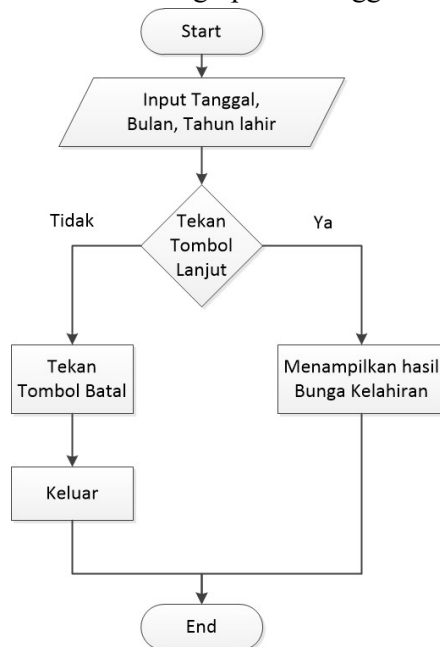 Start
Input Tanggal,
Bulan, Tahun lahir
Tekan
Tombol
Lanjut
Tidak
Ya
Tekan
Tombol Batal
Menampilkan hasil
Bunga Kelahiran
Keluar
End